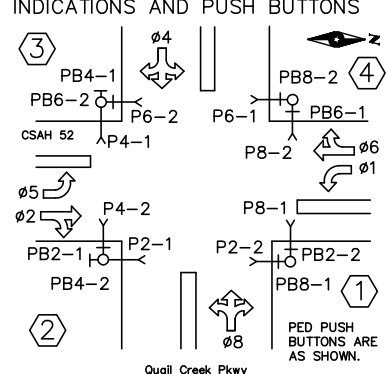 INDICATIONS AND PUSH BUTTONS
3
ø4
N
4
PB4-1
PB8-2
PB6-2
P6-2
P6-1
PB6-1
CSAH 52
P4-1
P8-2
ø6
ø1
ø5
ø2
P4-2
P8-1
P2-1
P2-2
PB2-1
PB2-2
PB4-2
PB8-1
1
2
ø8
PED PUSH
BUTTONS ARE
AS SHOWN.
Quail Creek Pkwy